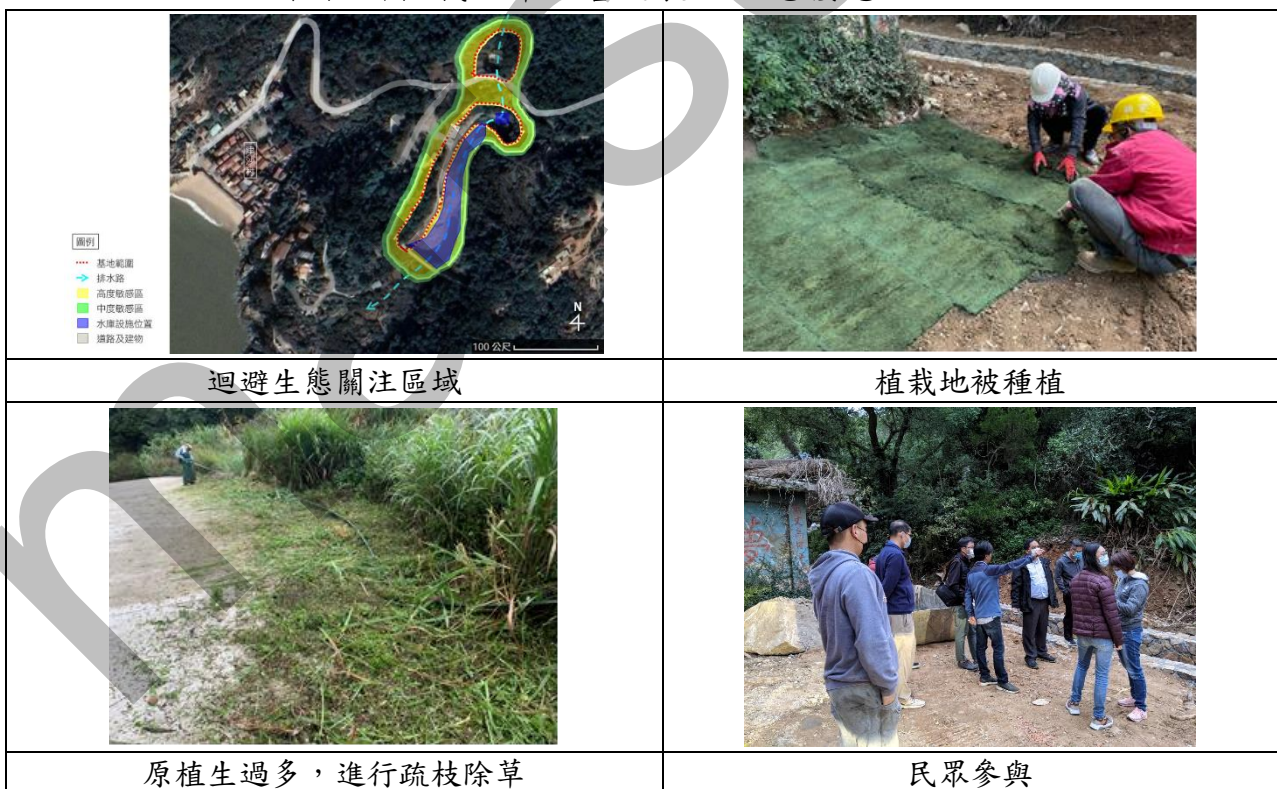 圖例
基地範圍
排水路
高度敏感區
中度敏感區
水庫設施位置
道路及建物
N
100 公尺
迴避生態關注區域
植栽地被種植
原植生過多，進行疏枝除草
民眾參與